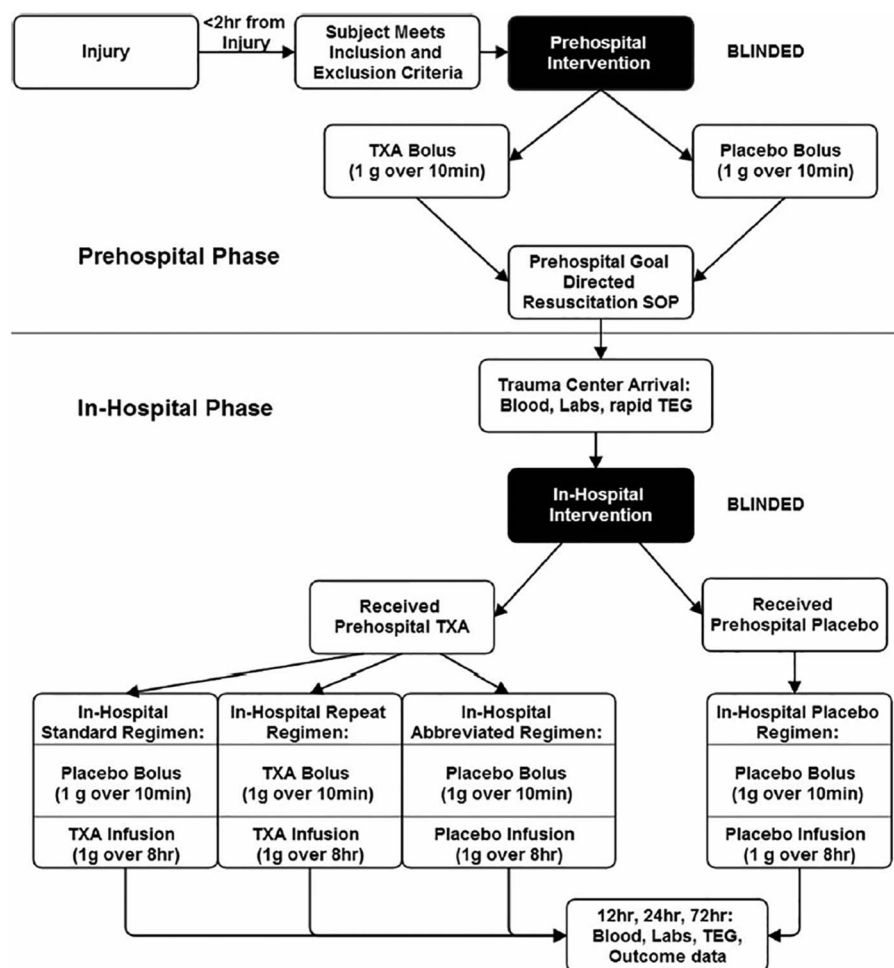 Injury
<2hr from
Injury
Subject Meets
Inclusion and
Exclusion Criteria
Prehospital
Intervention
BLINDED
TXA Bolus
(1 g over 10min)
Placebo Bolus
(1 g over 10min)
Prehospital Phase
Prehospital Goal
Directed
Resuscitation SOP
In-Hospital Phase
Trauma Center Arrival:
Blood, Labs, rapid TEG
In-Hospital
Intervention
BLINDED
Received
Prehospital TXA
Received
Prehospital Placebo
In-Hospital
Standard Regimen:
Placebo Bolus
(1 g over 10min)
TXA Infusion
(1g over 8hr)
In-Hospital Repeat
Regimen:
TXA Bolus
(1g over 10min)
TXA Infusion
(1g over 8hr)
In-Hospital
Abbreviated Regimen:
Placebo Bolus
(1g over 10min)
Placebo Infusion
(1g over 8hr)
In-Hospital Placebo
Regimen:
Placebo Bolus
(1g over 10min)
Placebo Infusion
(1 g over 8hr)
12hr, 24hr, 72hr:
Blood, Labs, TEG,
Outcome data